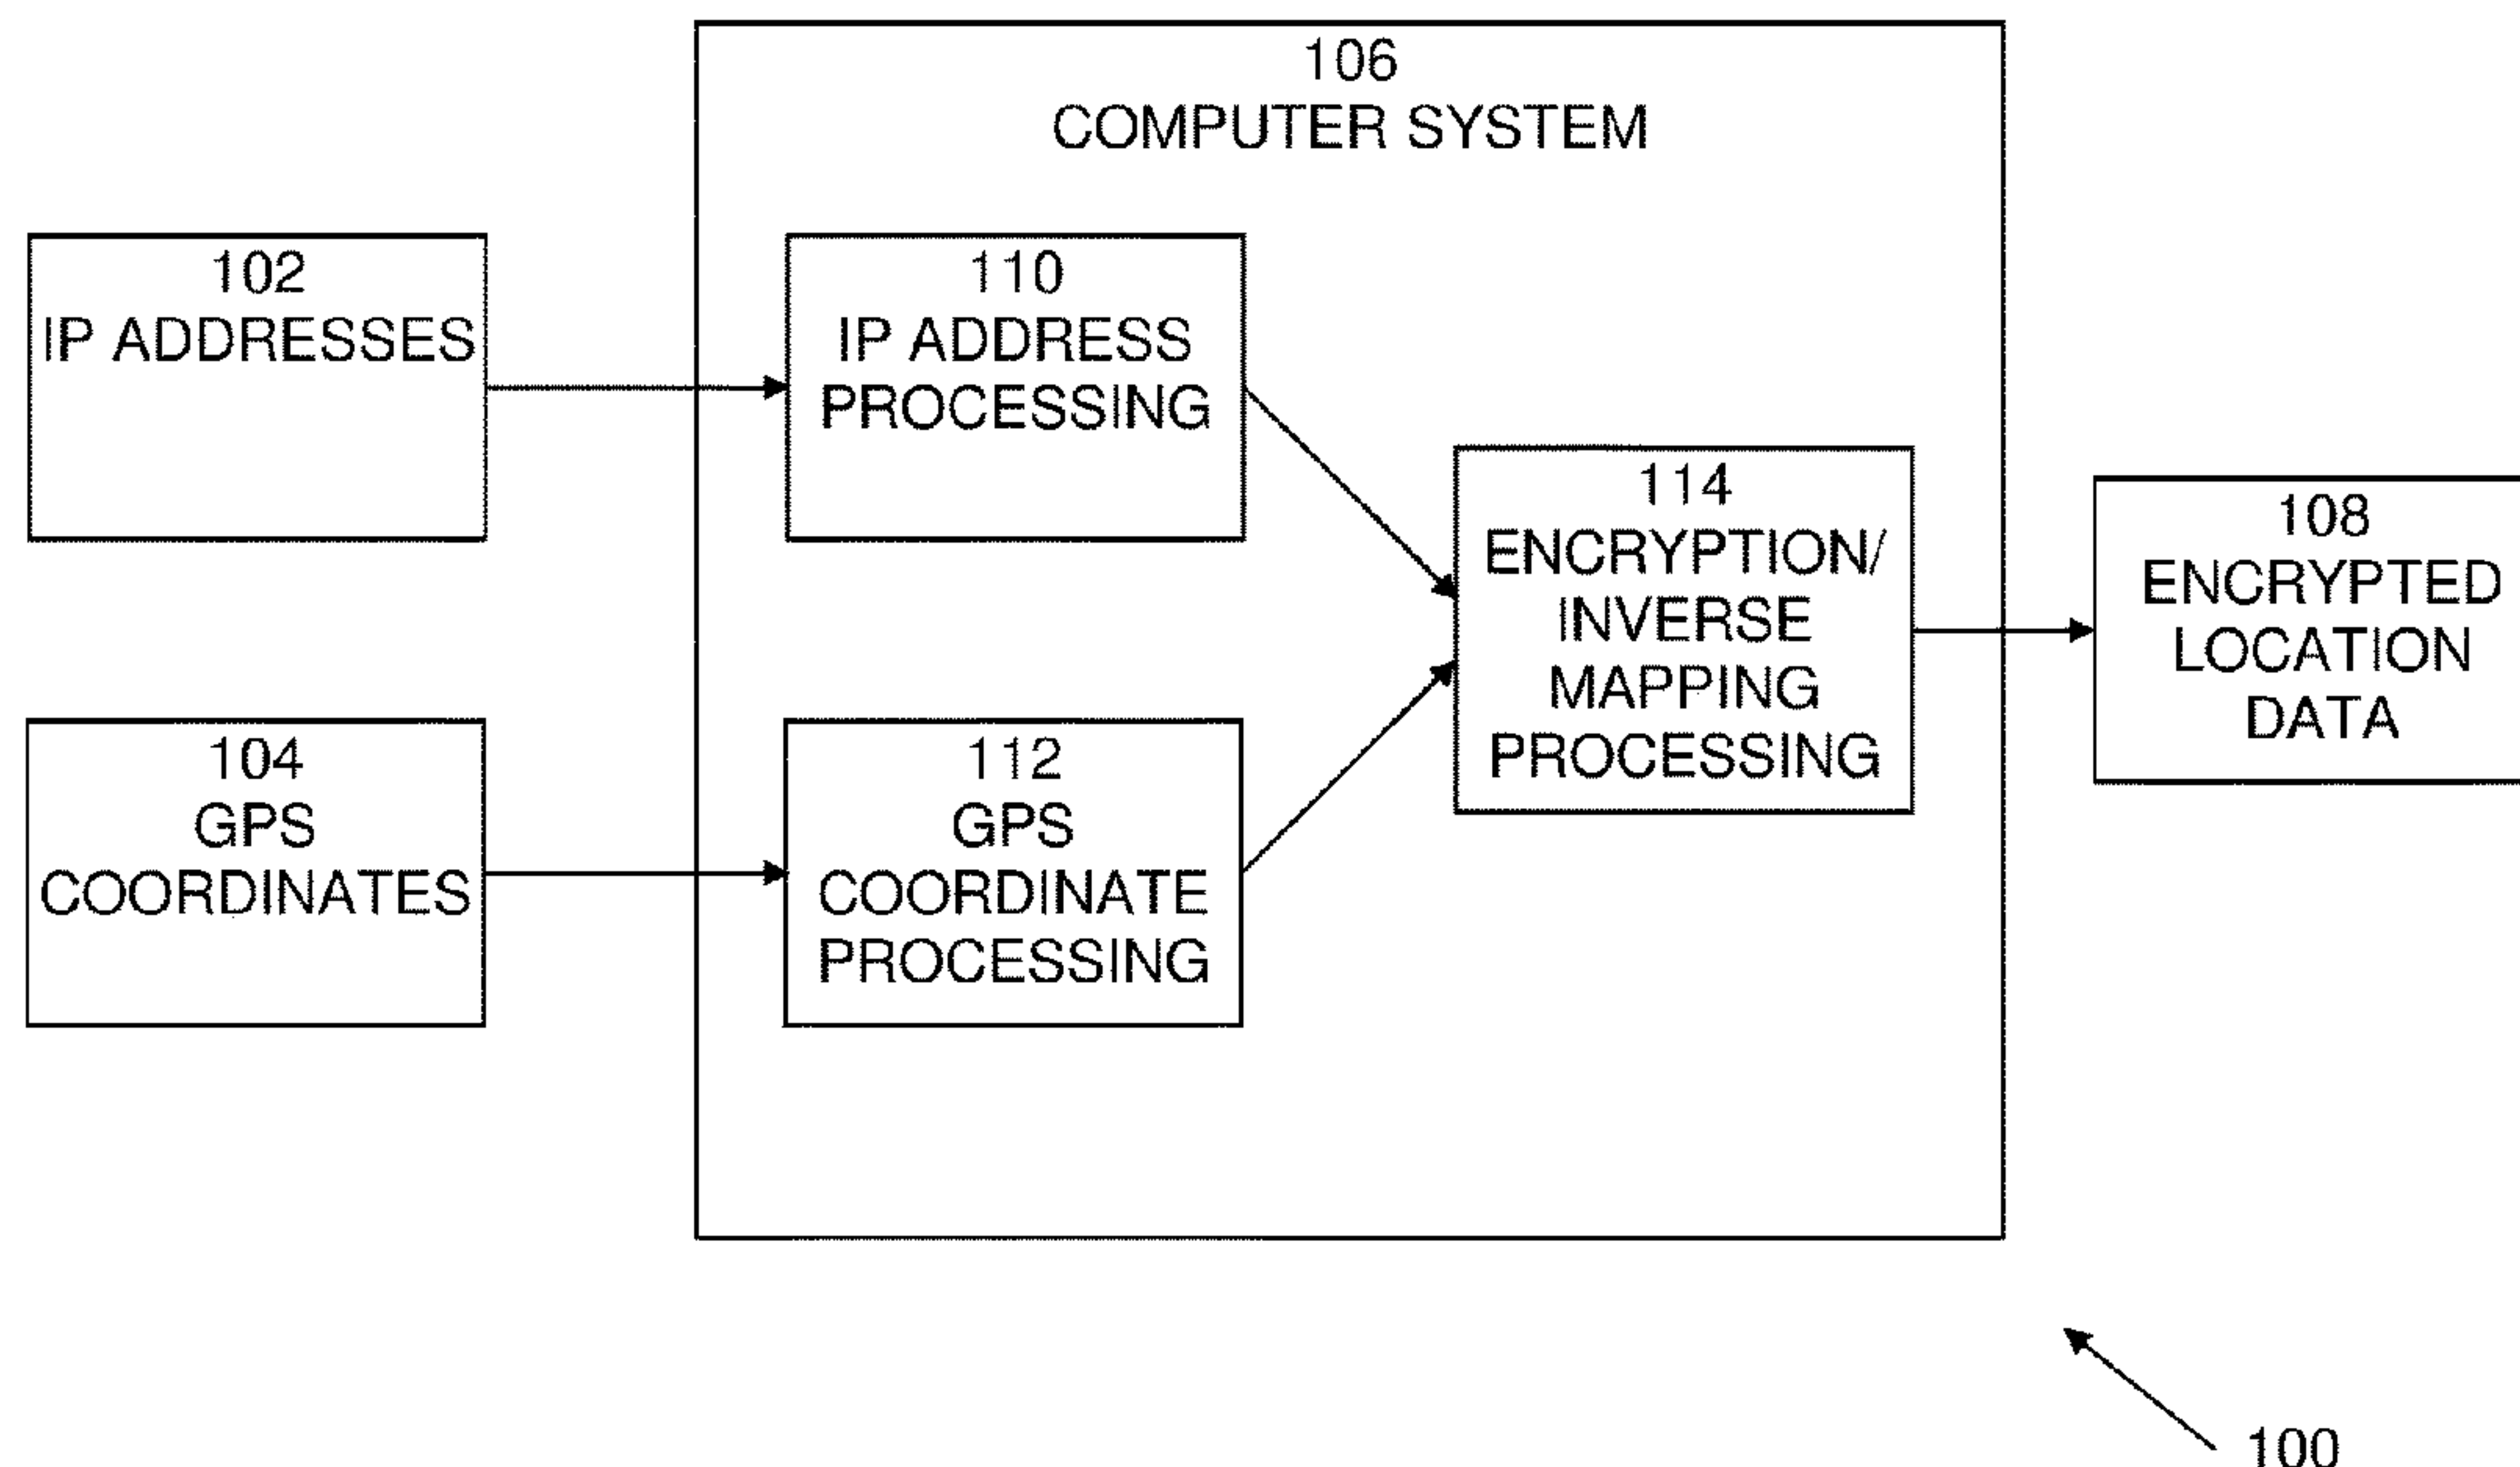 106
COMPUTER SYSTEM
102
IP ADDRESSES
110
IP ADDRESS
PROCESSING
114
ENCRYPTION/
INVERSE
MAPPING
PROCESSING
108
ENCRYPTED
LOCATION
DATA
104
GPS
COORDINATES
112
GPS
COORDINATE
PROCESSING
100